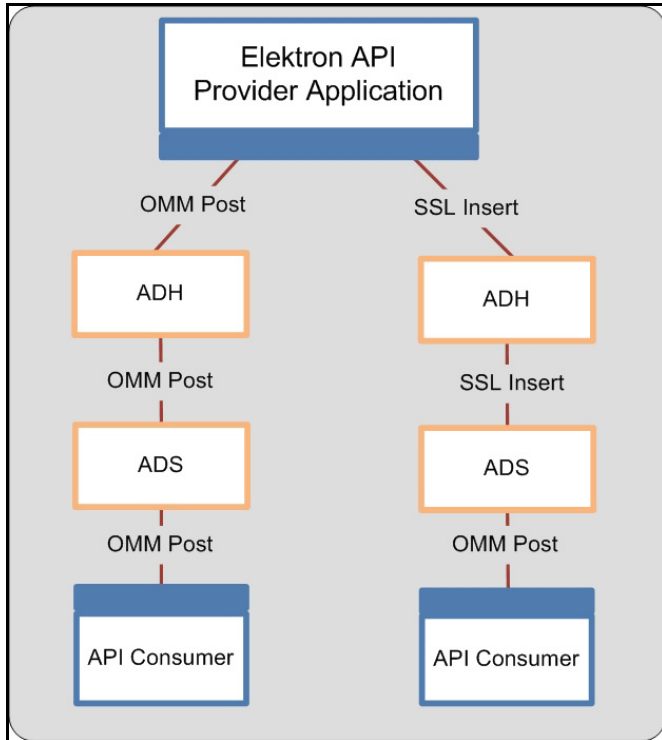 Elektron API
Provider Application
OMM Post
SSL Insert
ADH
ADH
OMM Post
SSL Insert
ADS
ADS
OMM Post
OMM Post
API Consumer
API Consumer